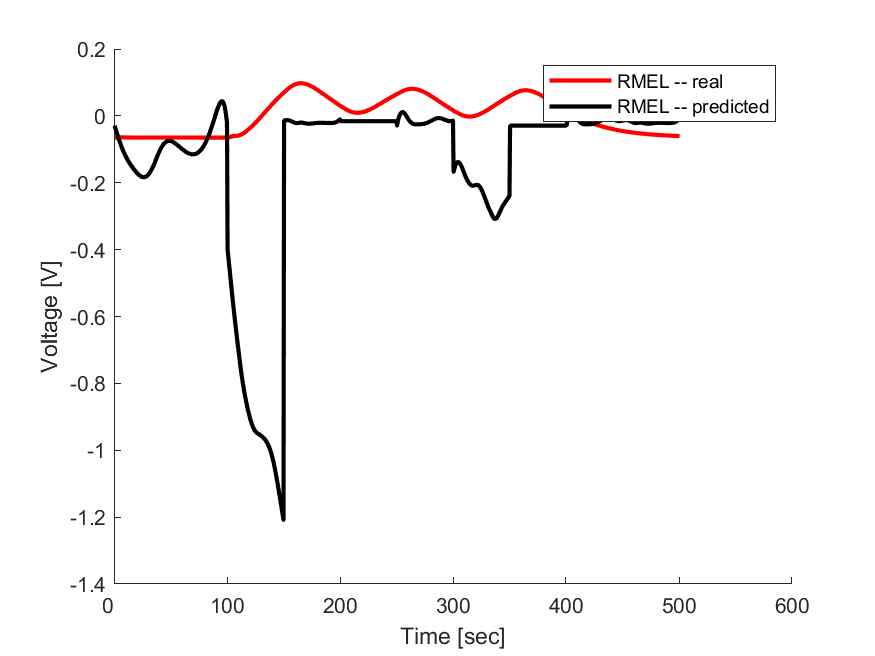 0.2
0
-0.2
-0.4
-0.6
-0.8
-1
-1.2
-1.4
Voltage [V]
RMEL -- real
RMEL -- predicted
0 100 200 300 400 500 600
Time [sec]